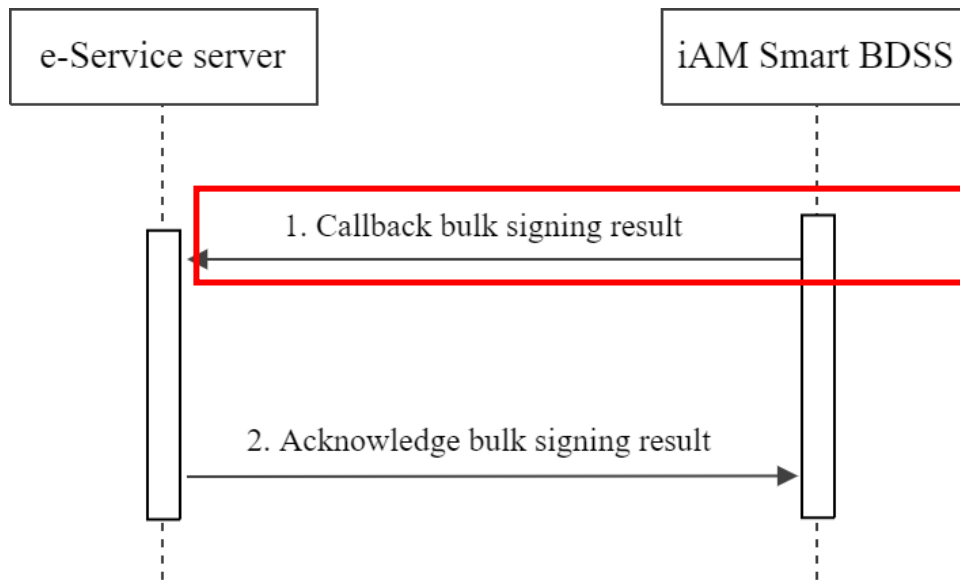 e-Service server
iAM Smart BDSS
1. Callback bulk signing result
2. Acknowledge bulk signing result